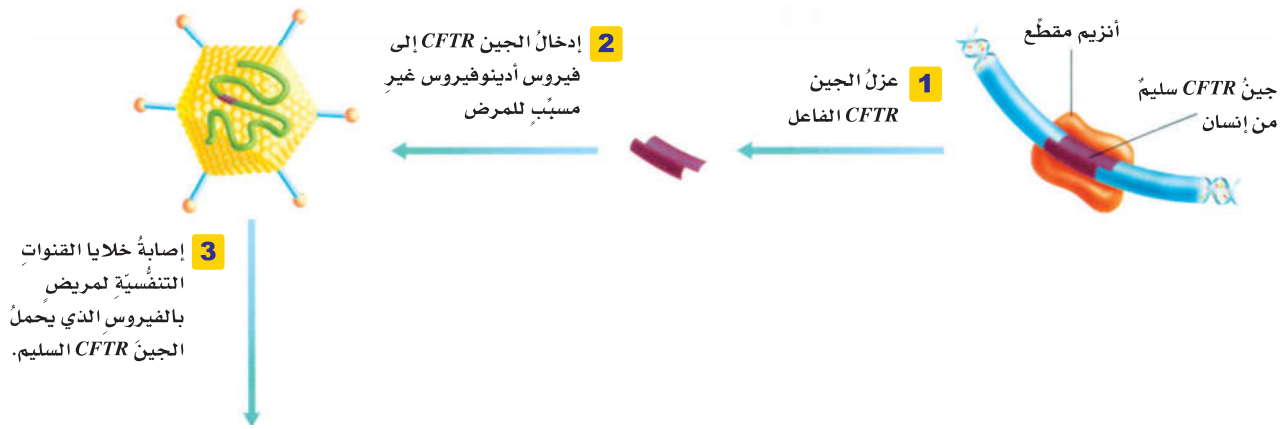 أنزيم مقطِّع
جينُ CFTR سليمٌ
من إنسان
1
عزلُ الجين
CFTR الفاعل
2
إدخالُ الجين CFTR إلى
فيروس أدينوفيروس غيرِ
مسبِّبٍ للمرض
3
إصابةُ خلايا القنواتِ
التنفُّسيّةِ لمريضٍ
بالفيروسِ الذي يحملُ
الجينَ CFTR السليم.